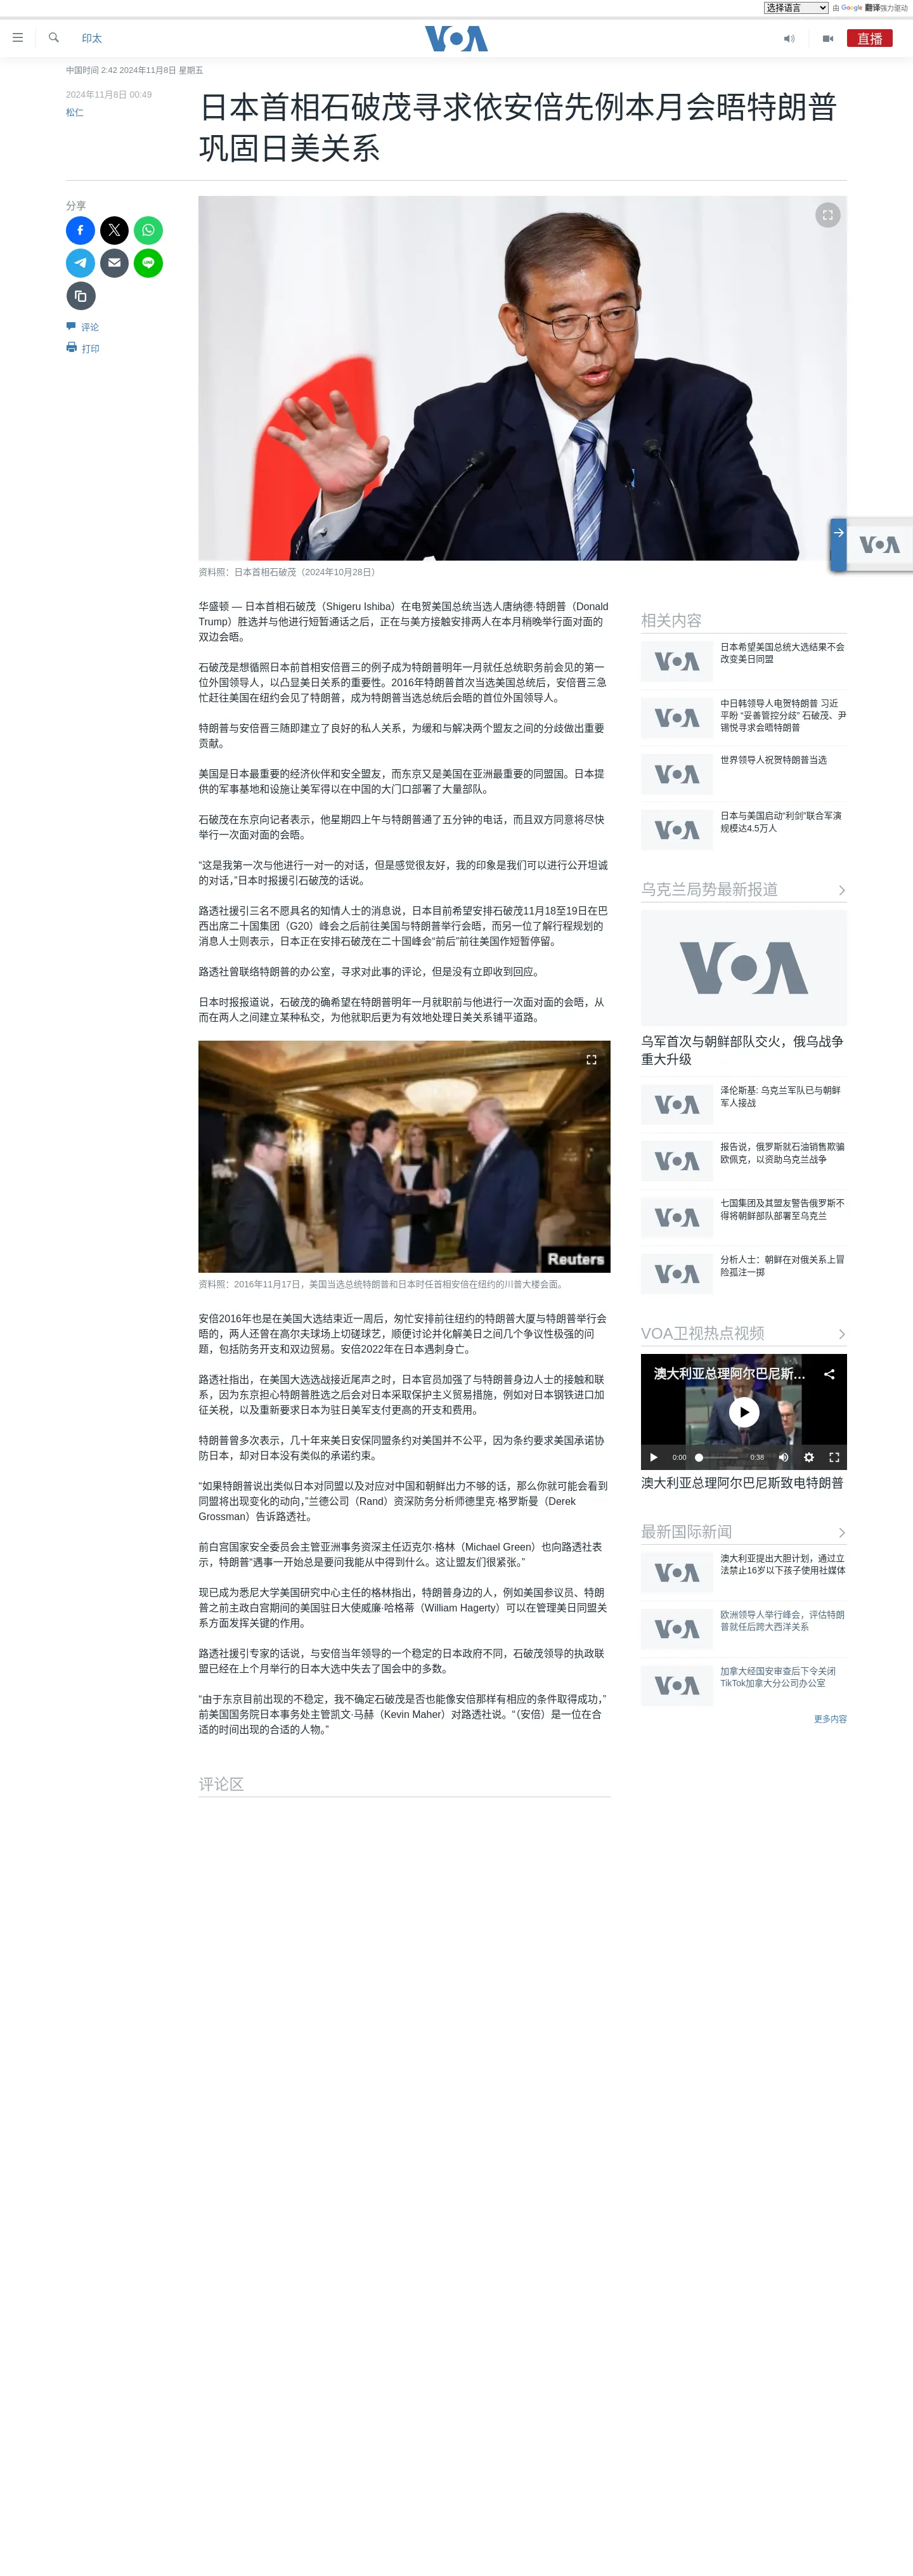 选择语言 由 Google 翻译强力驱动
印太
VOA
直播
中国时间 2:42 2024年11月8日 星期五
2024年11月8日 00:49
松仁
日本首相石破茂寻求依安倍先例本月会晤特朗普
巩固日美关系
分享
评论
打印
资料照：日本首相石破茂（2024年10月28日）
华盛顿 — 日本首相石破茂（Shigeru Ishiba）在电贺美国总统当选人唐纳德·特朗普（Donald
Trump）胜选并与他进行短暂通话之后，正在与美方接触安排两人在本月稍晚举行面对面的
双边会晤。
石破茂是想循照日本前首相安倍晋三的例子成为特朗普明年一月就任总统职务前会见的第一
位外国领导人，以凸显美日关系的重要性。2016年特朗普首次当选美国总统后，安倍晋三急
忙赶往美国在纽约会见了特朗普，成为特朗普当选总统后会晤的首位外国领导人。
特朗普与安倍晋三随即建立了良好的私人关系，为缓和与解决两个盟友之间的分歧做出重要
贡献。
美国是日本最重要的经济伙伴和安全盟友，而东京又是美国在亚洲最重要的同盟国。日本提
供的军事基地和设施让美军得以在中国的大门口部署了大量部队。
石破茂在东京向记者表示，他星期四上午与特朗普通了五分钟的电话，而且双方同意将尽快
举行一次面对面的会晤。
“这是我第一次与他进行一对一的对话，但是感觉很友好，我的印象是我们可以进行公开坦诚
的对话，”日本时报援引石破茂的话说。
路透社援引三名不愿具名的知情人士的消息说，日本目前希望安排石破茂11月18至19日在巴
西出席二十国集团（G20）峰会之后前往美国与特朗普举行会晤，而另一位了解行程规划的
消息人士则表示，日本正在安排石破茂在二十国峰会“前后”前往美国作短暂停留。
路透社曾联络特朗普的办公室，寻求对此事的评论，但是没有立即收到回应。
日本时报报道说，石破茂的确希望在特朗普明年一月就职前与他进行一次面对面的会晤，从
而在两人之间建立某种私交，为他就职后更为有效地处理日美关系铺平道路。
Reuters
资料照：2016年11月17日，美国当选总统特朗普和日本时任首相安倍在纽约的川普大楼会面。
安倍2016年也是在美国大选结束近一周后，匆忙安排前往纽约的特朗普大厦与特朗普举行会
晤的，两人还曾在高尔夫球场上切磋球艺，顺便讨论并化解美日之间几个争议性极强的问
题，包括防务开支和双边贸易。安倍2022年在日本遇刺身亡。
路透社指出，在美国大选选战接近尾声之时，日本官员加强了与特朗普身边人士的接触和联
系，因为东京担心特朗普胜选之后会对日本采取保护主义贸易措施，例如对日本钢铁进口加
征关税，以及重新要求日本为驻日美军支付更高的开支和费用。
特朗普曾多次表示，几十年来美日安保同盟条约对美国并不公平，因为条约要求美国承诺协
防日本，却对日本没有类似的承诺约束。
“如果特朗普说出类似日本对同盟以及对应对中国和朝鲜出力不够的话，那么你就可能会看到
同盟将出现变化的动向，”兰德公司（Rand）资深防务分析师德里克·格罗斯曼（Derek
Grossman）告诉路透社。
前白宫国家安全委员会主管亚洲事务资深主任迈克尔·格林（Michael Green）也向路透社表
示，特朗普“遇事一开始总是要问我能从中得到什么。这让盟友们很紧张。”
现已成为悉尼大学美国研究中心主任的格林指出，特朗普身边的人，例如美国参议员、特朗
普之前主政白宫期间的美国驻日大使威廉·哈格蒂（William Hagerty）可以在管理美日同盟关
系方面发挥关键的作用。
路透社援引专家的话说，与安倍当年领导的一个稳定的日本政府不同，石破茂领导的执政联
盟已经在上个月举行的日本大选中失去了国会中的多数。
“由于东京目前出现的不稳定，我不确定石破茂是否也能像安倍那样有相应的条件取得成功，”
前美国国务院日本事务处主管凯文·马赫（Kevin Maher）对路透社说。“（安倍）是一位在合
适的时间出现的合适的人物。”
评论区
VOA
相关内容
VOA
日本希望美国总统大选结果不会
改变美日同盟
VOA
中日韩领导人电贺特朗普 习近
平盼 “妥善管控分歧” 石破茂、尹
锡悦寻求会晤特朗普
VOA
世界领导人祝贺特朗普当选
VOA
日本与美国启动“利剑”联合军演
规模达4.5万人
乌克兰局势最新报道
VOA
乌军首次与朝鲜部队交火，俄乌战争
重大升级
VOA
泽伦斯基: 乌克兰军队已与朝鲜
军人接战
VOA
报告说，俄罗斯就石油销售欺骗
欧佩克，以资助乌克兰战争
VOA
七国集团及其盟友警告俄罗斯不
得将朝鲜部队部署至乌克兰
VOA
分析人士：朝鲜在对俄关系上冒
险孤注一掷
VOA卫视热点视频
澳大利亚总理阿尔巴尼斯...
0:00 0:38
澳大利亚总理阿尔巴尼斯致电特朗普
最新国际新闻
VOA
澳大利亚提出大胆计划，通过立
法禁止16岁以下孩子使用社媒体
VOA
欧洲领导人举行峰会，评估特朗
普就任后跨大西洋关系
VOA
加拿大经国安审查后下令关闭
TikTok加拿大分公司办公室
更多内容